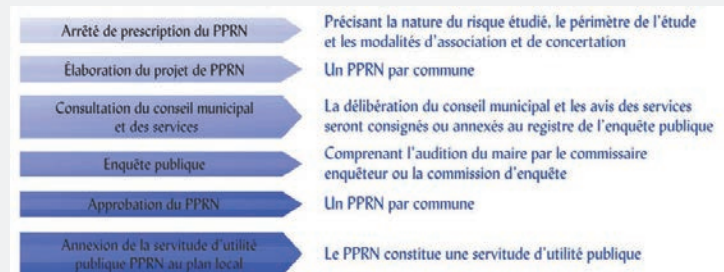 Arrêté de prescription du PPRN
Précisant la nature du risque étudié, le périmètre de l'étude
et les modalités d'association et de concertation
Élaboration du projet de PPRN
Un PPRN par commune
Consultation du conseil municipal
et des services
La délibération du conseil municipal et les avis des services
seront consignés ou annexés au registre de l'enquête publique
Enquête publique
Comprenant l'audition du maire par le commissaire
enquêteur ou la commission d'enquête
Approbation du PPRN
Un PPRN par commune
Annexion de la servitude d'utilité
publique PPRN au plan local
Le PPRN constitue une servitude d'utilité publique